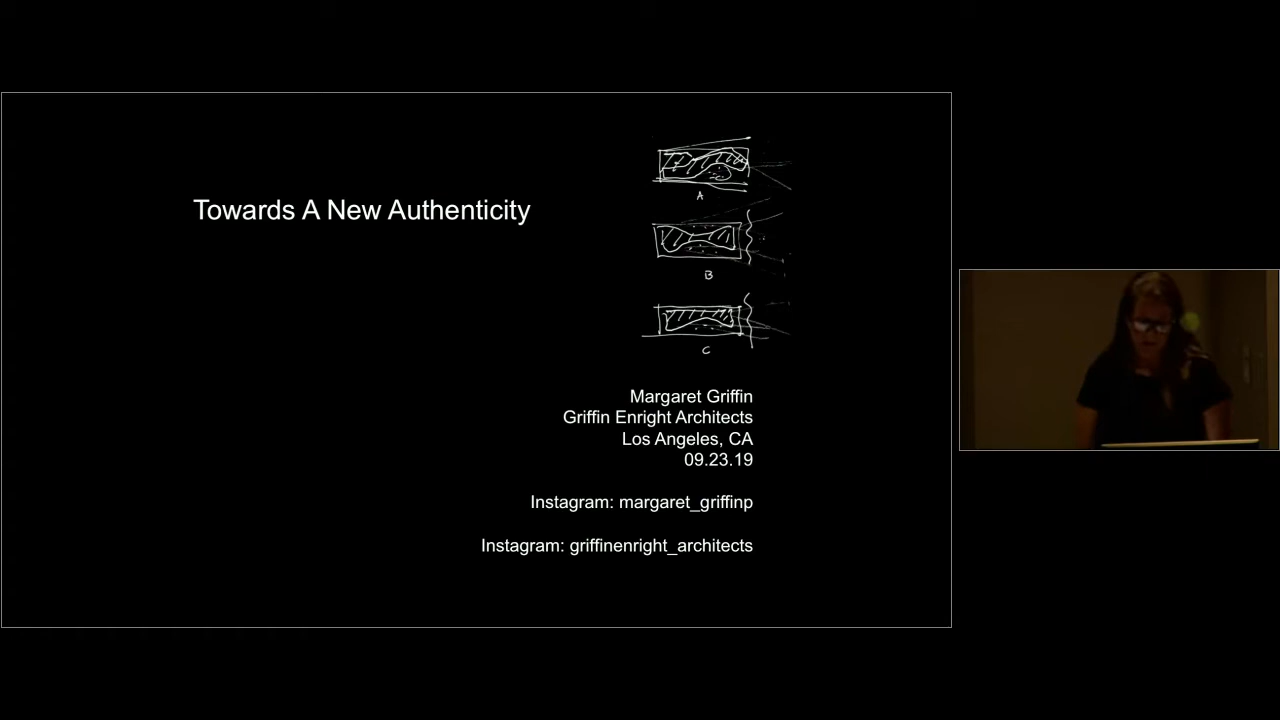 Towards A New Authenticity
A
B
C
Margaret Griffin
Griffin Enright Architects
Los Angeles, CA
09.23.19
Instagram: margaret_griffinp
Instagram: griffinenright_architects